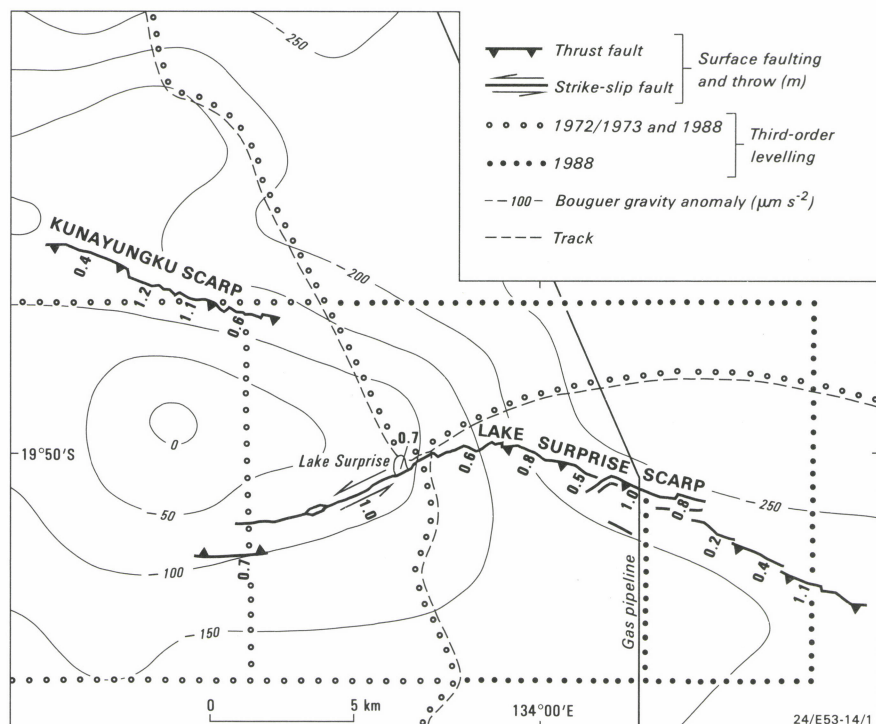 -250
Thrust fault
Strike-slip fault
Surface faulting
and throw (m)
1972/1973 and 1988
1988
Third-order
levelling
-100- Bouguer gravity anomaly (µm s⁻²)
Track
KUNAYUNGKU SCARP
0.4
1.2
1.1
0.6
-200
0
-50
-100
-150
19°50'S
Lake Surprise
0.7
1.0
LAKE SURPRISE SCARP
0.6
0.8
0.5
1.0
0.8
0.2
0.4
1.1
-250
0.7
Gas pipeline
0
5 km
134°00'E
24/E53-14/1